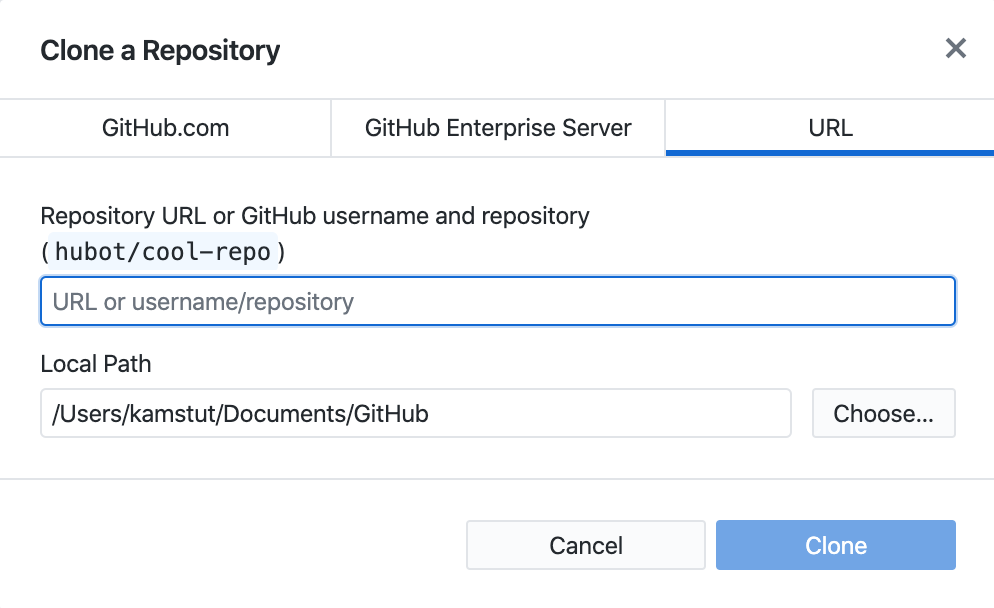 Clone a Repository
GitHub.com
GitHub Enterprise Server
URL
Repository URL or GitHub username and repository
(hubot/cool-repo)
URL or username/repository
Local Path
/Users/kamstut/Documents/GitHub
Choose...
Cancel
Clone